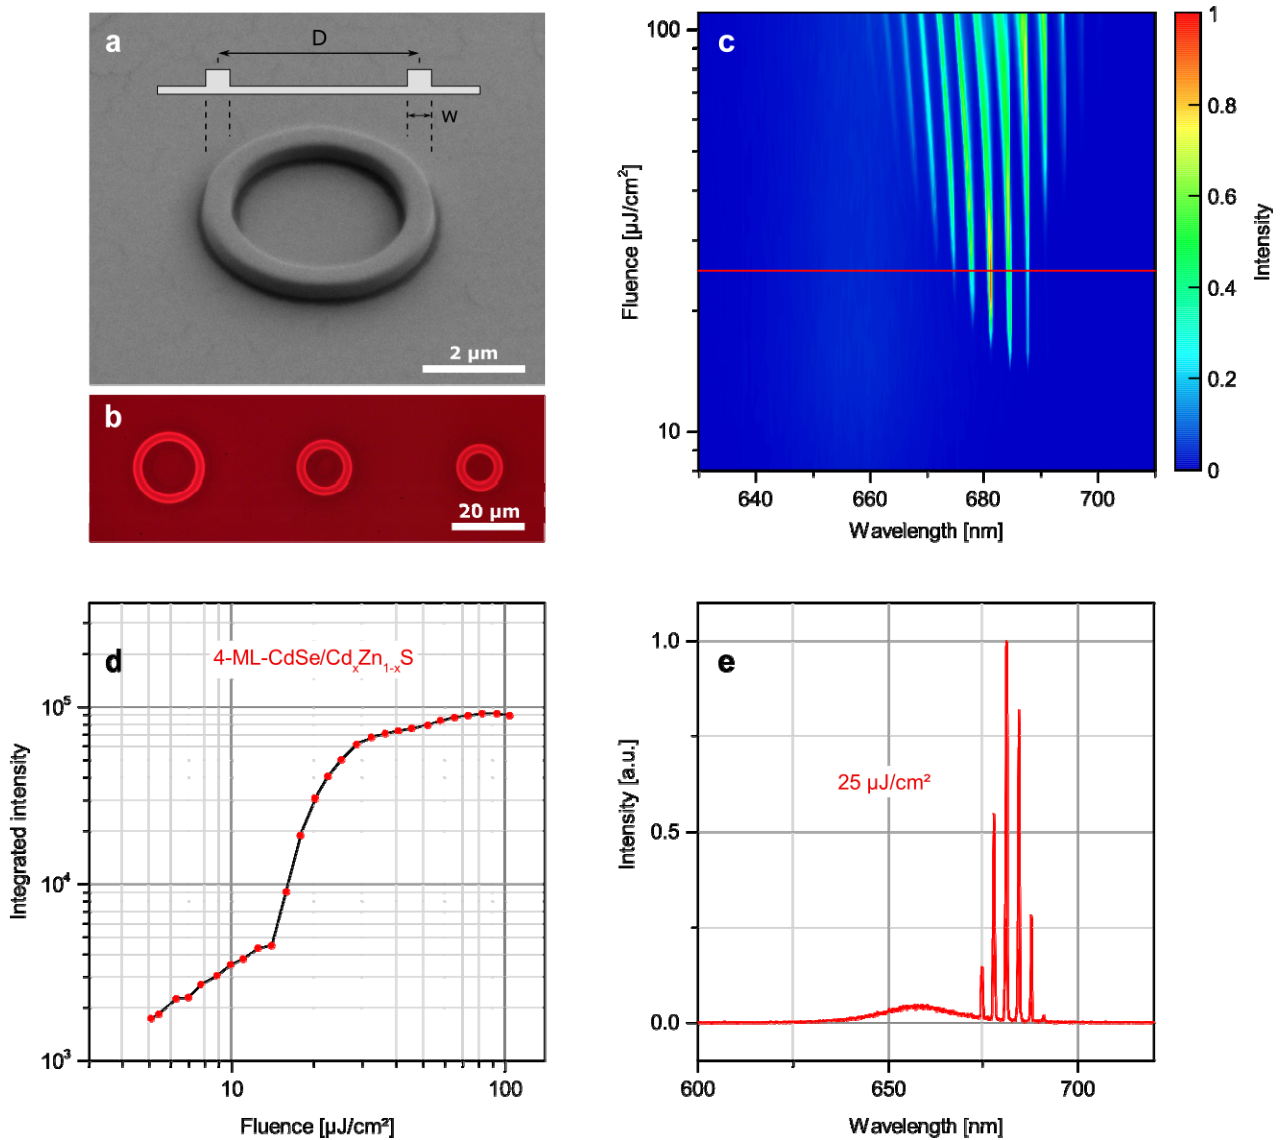 a
D
w
2 μm
b
20 μm
c
100
10
Fluence [μJ/cm²]
640
660
680
700
Wavelength [nm]
1
0.8
0.6
0.4
0.2
0
Intensity
d
4-ML-CdSe/CdₓZn₁₋ₓS
10⁵
10⁴
10³
Integrated intensity
10
100
Fluence [μJ/cm²]
e
25 μJ/cm²
1.0
0.5
0.0
Intensity [a.u.]
600
650
700
Wavelength [nm]